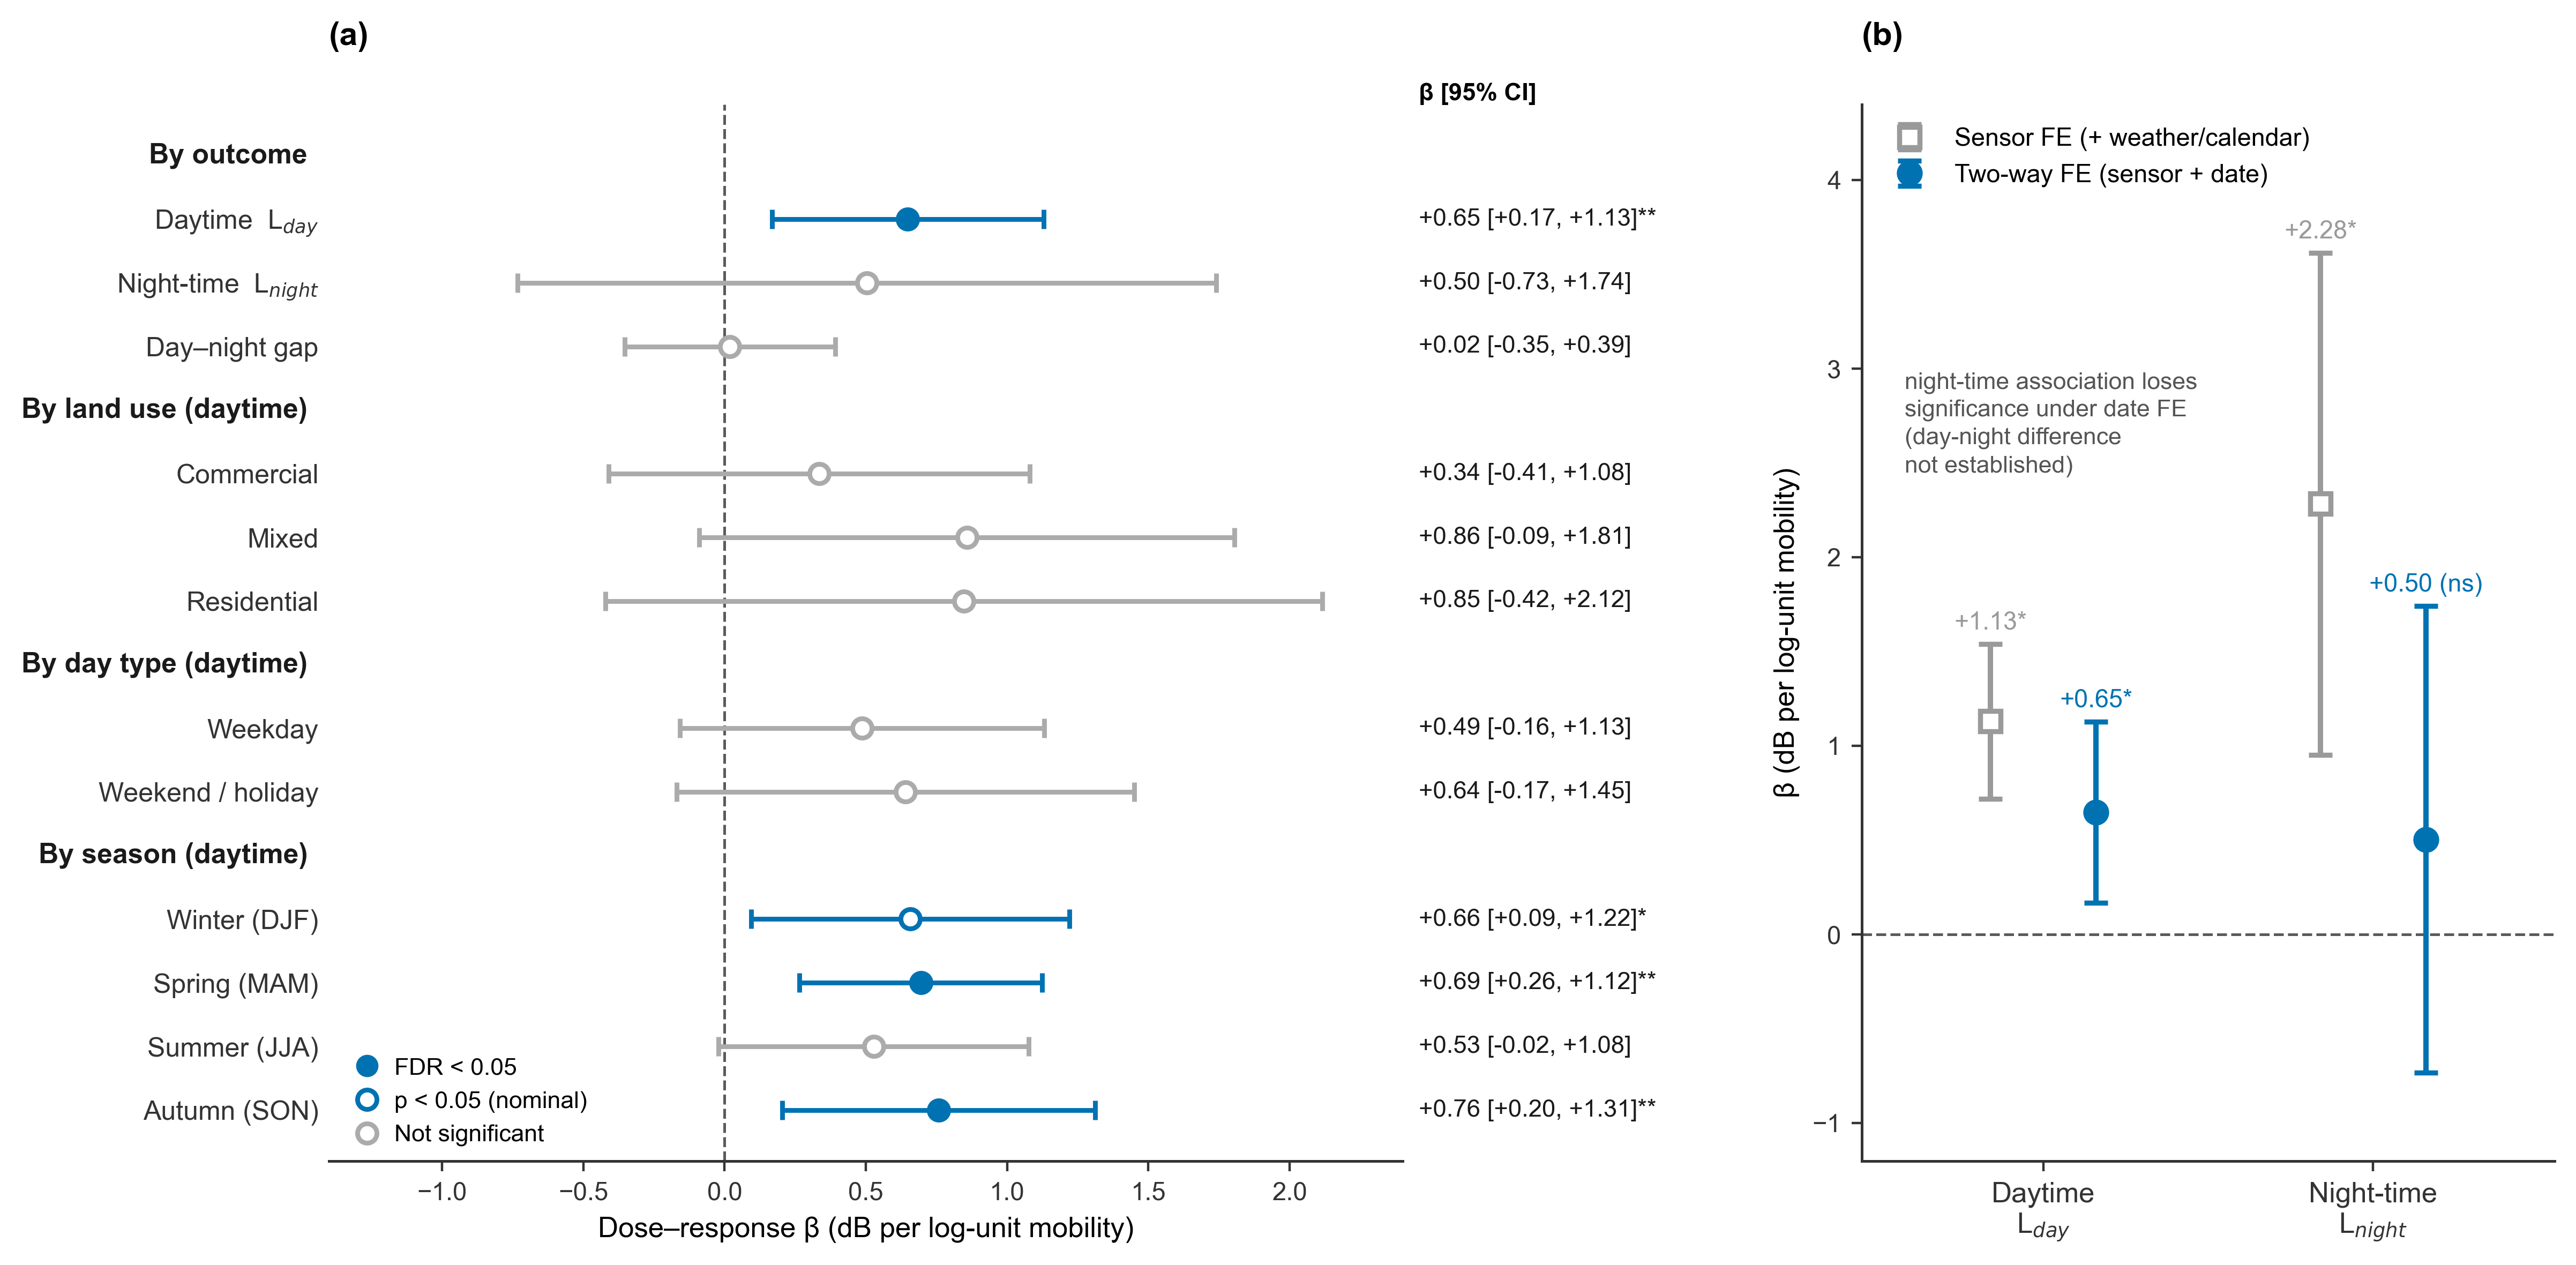 (a)
β [95% CI]
By outcome
Daytime L_day +0.65 [+0.17, +1.13]**
Night-time L_night +0.50 [-0.73, +1.74]
Day–night gap +0.02 [-0.35, +0.39]
By land use (daytime)
Commercial +0.34 [-0.41, +1.08]
Mixed +0.86 [-0.09, +1.81]
Residential +0.85 [-0.42, +2.12]
By day type (daytime)
Weekday +0.49 [-0.16, +1.13]
Weekend / holiday +0.64 [-0.17, +1.45]
By season (daytime)
Winter (DJF) +0.66 [+0.09, +1.22]*
Spring (MAM) +0.69 [+0.26, +1.12]**
Summer (JJA) +0.53 [-0.02, +1.08]
Autumn (SON) +0.76 [+0.20, +1.31]**
FDR < 0.05
p < 0.05 (nominal)
Not significant
−1.0 −0.5 0.0 0.5 1.0 1.5 2.0
Dose–response β (dB per log-unit mobility)
(b)
Sensor FE (+ weather/calendar)
Two-way FE (sensor + date)
β (dB per log-unit mobility)
4
3
2
1
0
−1
+2.28*
night-time association loses
significance under date FE
(day-night difference
not established)
+0.50 (ns)
+1.13*
+0.65*
Daytime
L_day
Night-time
L_night